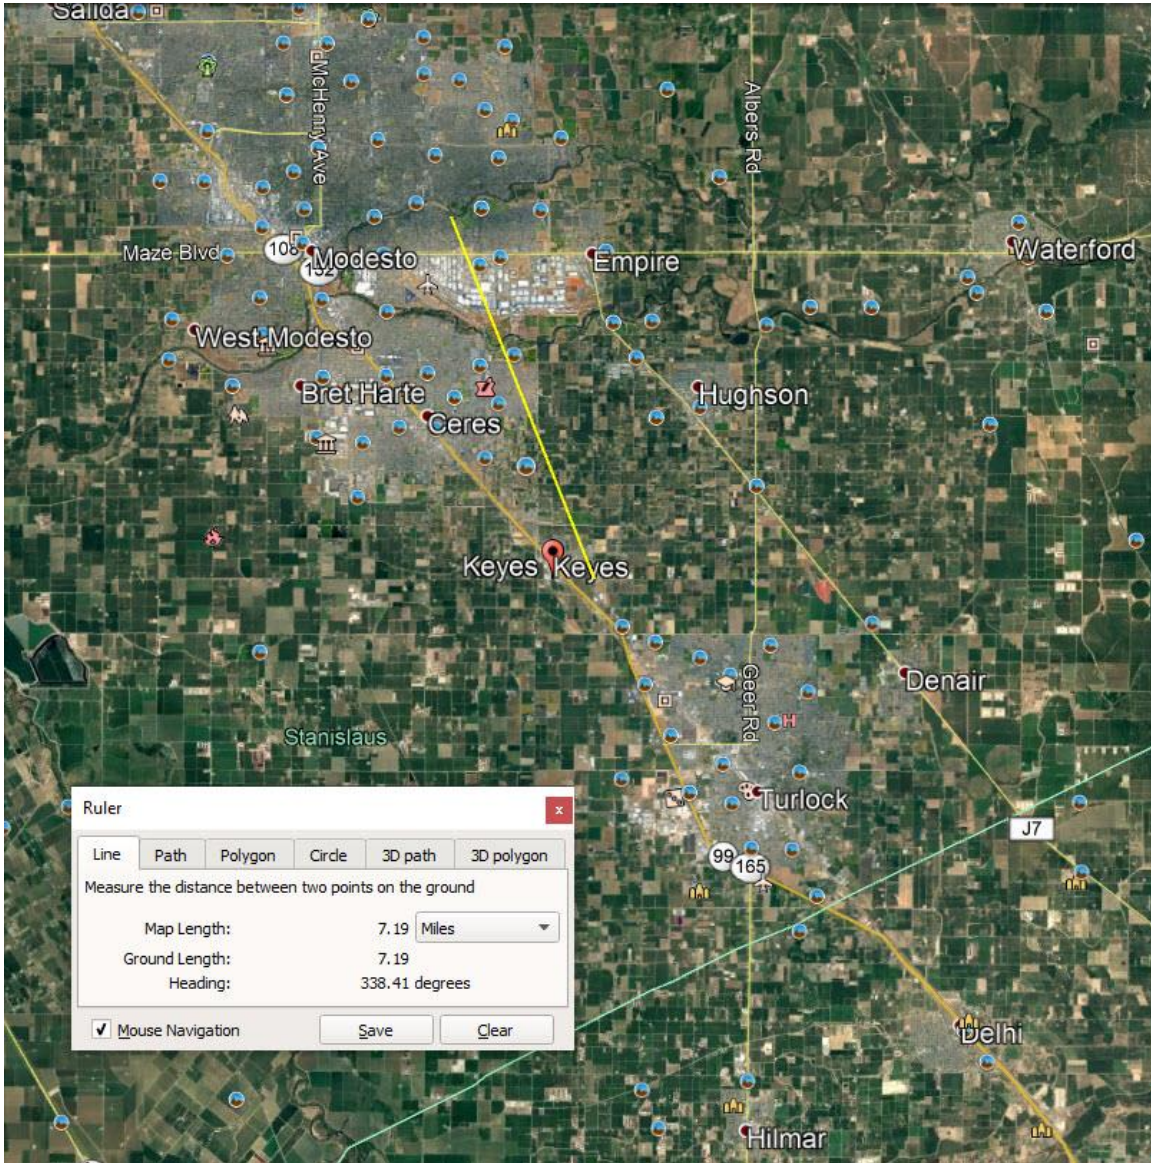 Salida
McHenry Ave
Albers Rd
Maze Blvd
108
Modesto
132
Empire
Waterford
West Modesto
Bret Harte
Ceres
Hughson
Keyes Keyes
Geer Rd
Denair
H
Stanislaus
Turlock
J7
99
165
Delhi
Hilmar
Ruler
x
Line Path Polygon Circle 3D path 3D polygon
Measure the distance between two points on the ground
Map Length: 7.19 Miles
Ground Length: 7.19
Heading: 338.41 degrees
Mouse Navigation Save Clear